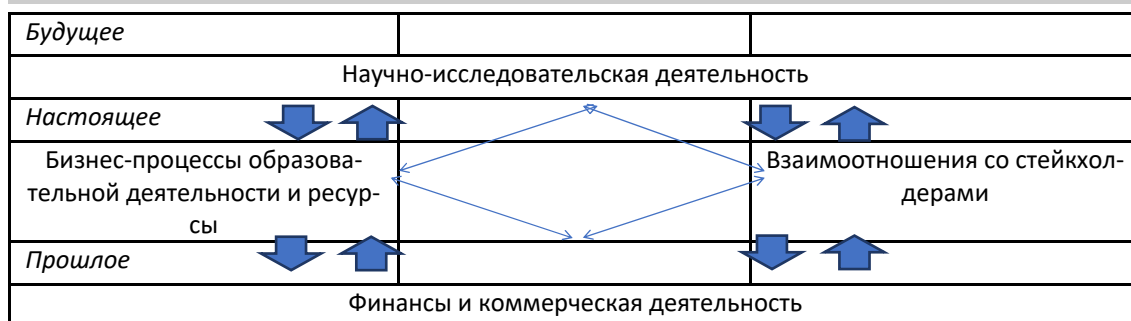 Будущее
Научно-исследовательская деятельность
Настоящее
Бизнес-процессы образова-
тельной деятельности и ресур-
сы
Взаимоотношения со стейкхол-
дерами
Прошлое
Финансы и коммерческая деятельность